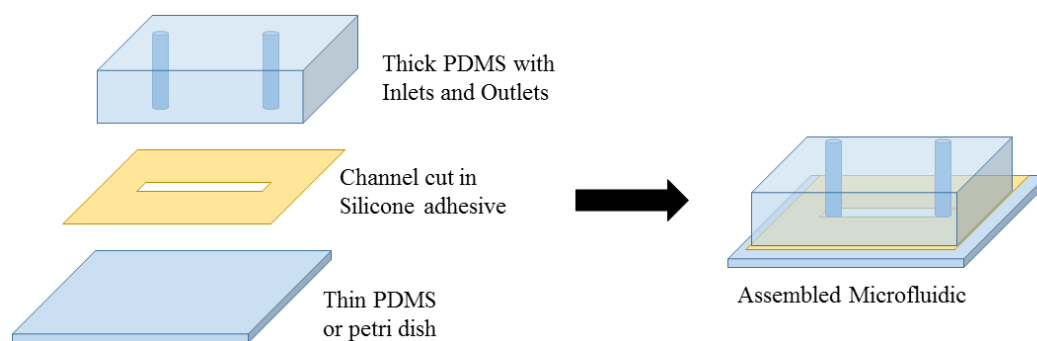 Thick PDMS with
Inlets and Outlets
Channel cut in
Silicone adhesive
Thin PDMS
or petri dish
Assembled Microfluidic